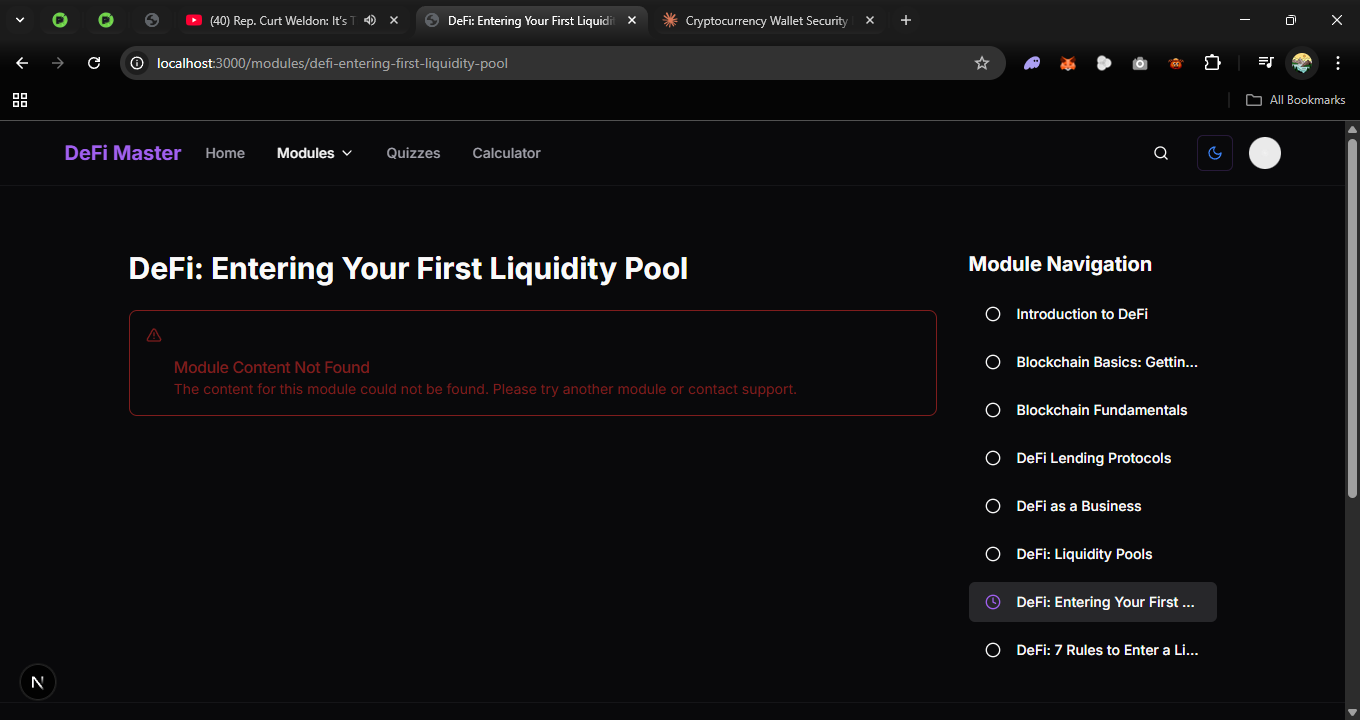 (40) Rep. Curt Weldon: It's T
DeFi: Entering Your First Liquidi
Cryptocurrency Wallet Security
localhost:3000/modules/defi-entering-first-liquidity-pool
All Bookmarks
DeFi Master
Home
Modules
Quizzes
Calculator
DeFi: Entering Your First Liquidity Pool
Module Content Not Found
The content for this module could not be found. Please try another module or contact support.
Module Navigation
Introduction to DeFi
Blockchain Basics: Gettin...
Blockchain Fundamentals
DeFi Lending Protocols
DeFi as a Business
DeFi: Liquidity Pools
DeFi: Entering Your First ...
DeFi: 7 Rules to Enter a Li...
N